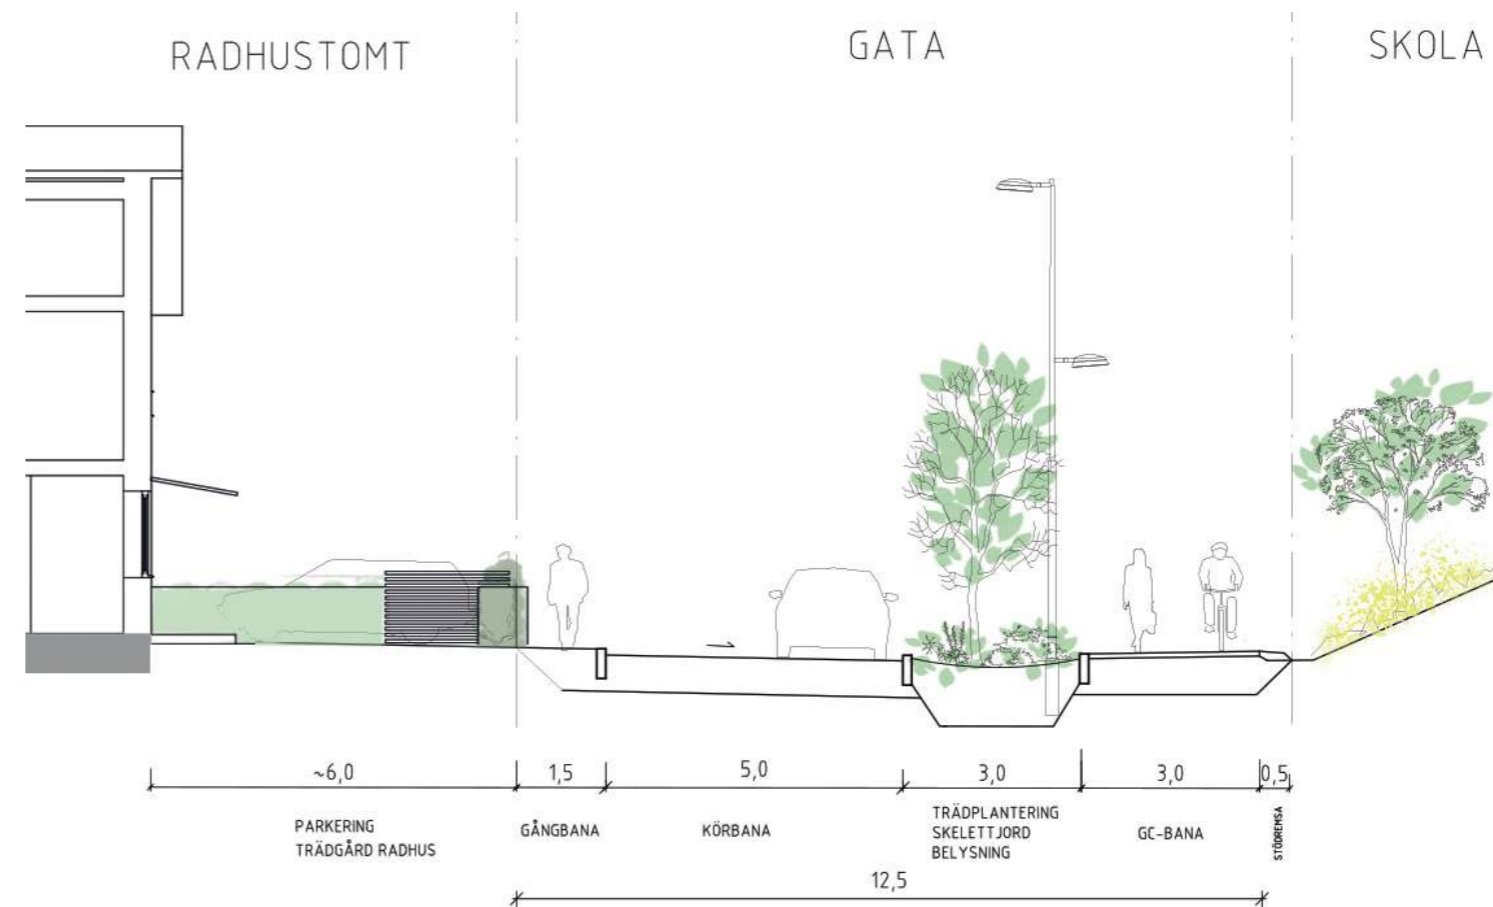 RADHUSTOMT
GATA
SKOLA
~6,0
1,5
5,0
3,0
3,0
0,5
PARKERING
TRÄDGÅRD RADHUS
GÅNGBANA
KÖRBANA
TRÄDPLANTERING
SKELETTJORD
BELYSNING
GC-BANA
STÖDREMSA
12,5